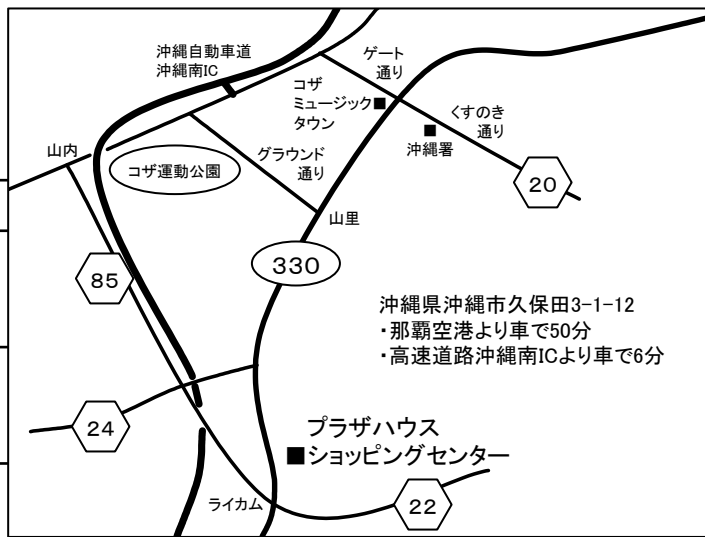 沖縄自動車道
沖縄南IC
ゲート
通り
コザ
ミュージック
タウン
くすのき
通り
沖縄署
山内
コザ運動公園
グラウンド
通り
20
山里
330
85
沖縄県沖縄市久保田3-1-12
・那覇空港より車で50分
・高速道路沖縄南ICより車で6分
24
プラザハウス
ショッピングセンター
ライカム
22